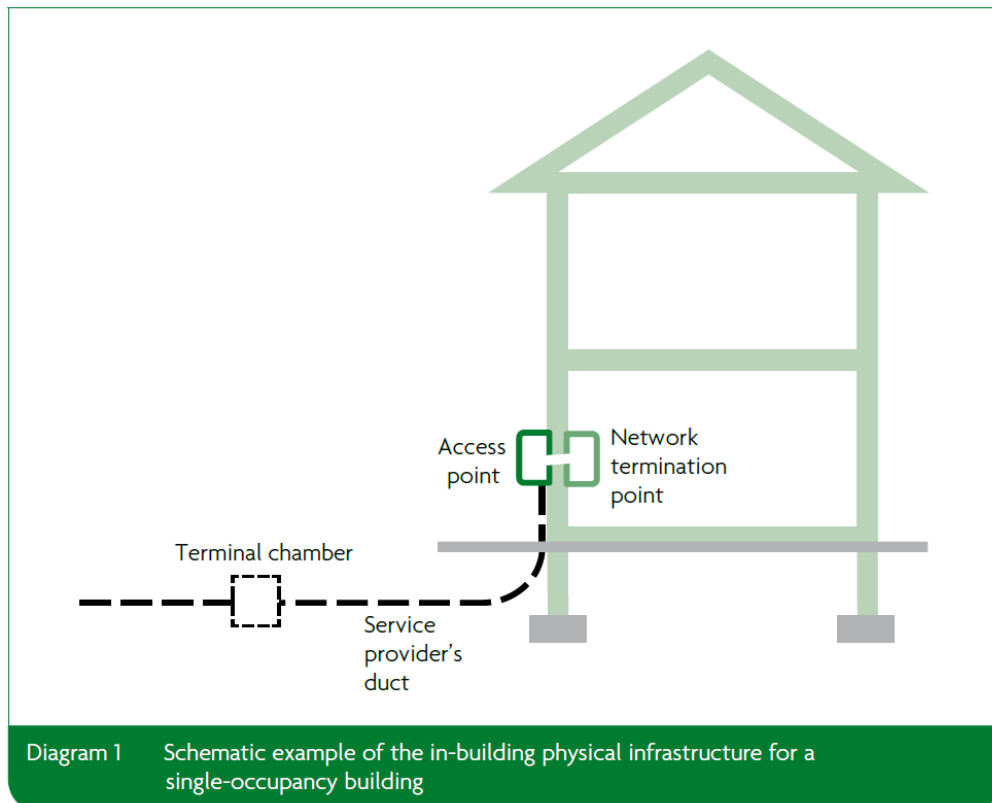 Access
point
Network
termination
point
Terminal chamber
Service
provider's
duct
Diagram 1 Schematic example of the in-building physical infrastructure for a
single-occupancy building